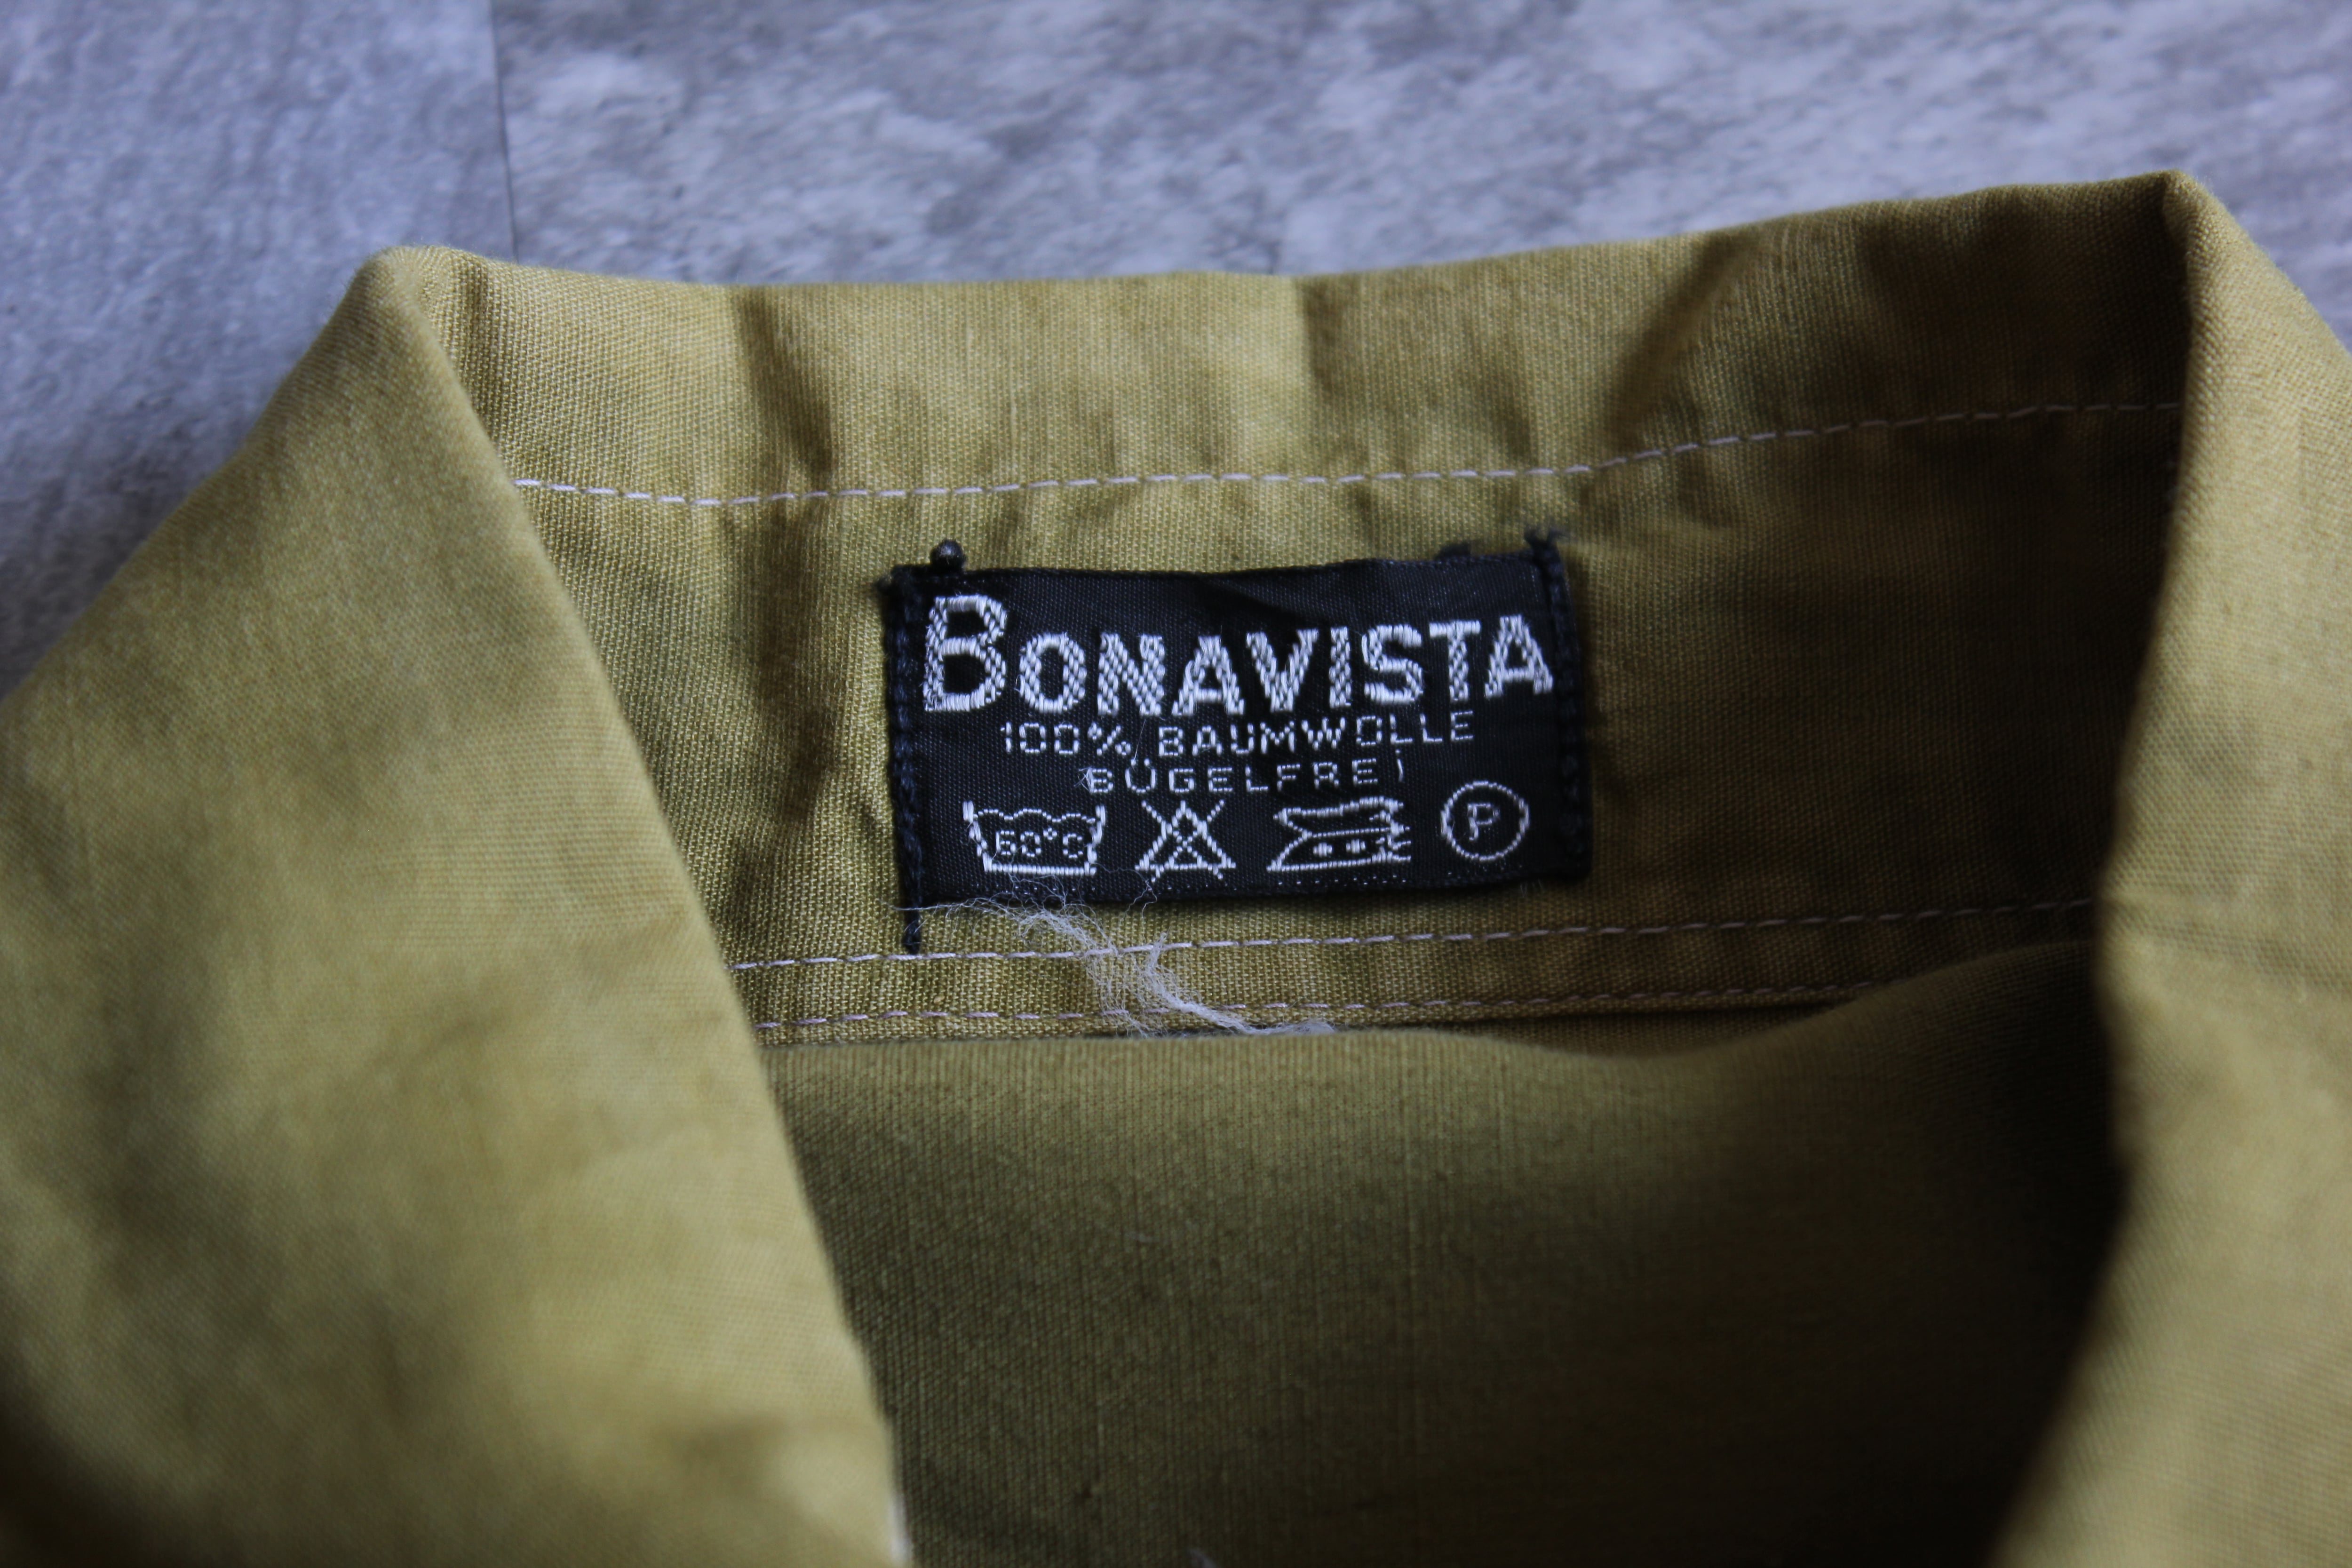 BONAVISTA
100% BAUMWOLLE
BÜGELFREI
60°C P